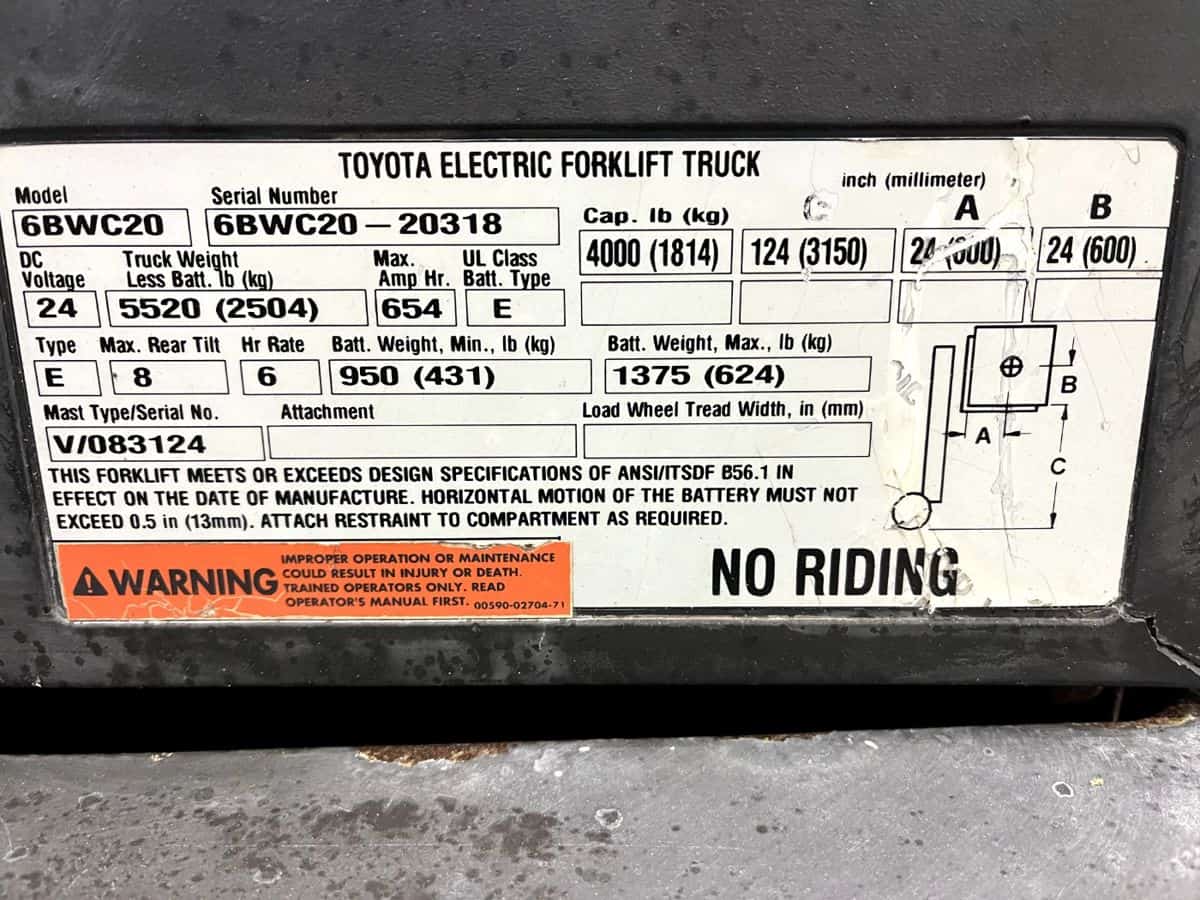 TOYOTA ELECTRIC FORKLIFT TRUCK
inch (millimeter)
Model Serial Number Cap. lb (kg) C A B
6BWC20 6BWC20-20318 4000 (1814) 124 (3150) 24 (600) 24 (600)
DC Voltage Truck Weight Less Batt. lb (kg) Max. Amp Hr. UL Class Batt. Type
24 5520 (2504) 654 E
Type Max. Rear Tilt Hr Rate Batt. Weight, Min., lb (kg) Batt. Weight, Max., lb (kg)
E 8 6 950 (431) 1375 (624)
Mast Type/Serial No. Attachment Load Wheel Tread Width, in (mm)
V/083124
B
A
C
THIS FORKLIFT MEETS OR EXCEEDS DESIGN SPECIFICATIONS OF ANSI/ITSDF B56.1 IN
EFFECT ON THE DATE OF MANUFACTURE. HORIZONTAL MOTION OF THE BATTERY MUST NOT
EXCEED 0.5 in (13mm). ATTACH RESTRAINT TO COMPARTMENT AS REQUIRED.
WARNING
IMPROPER OPERATION OR MAINTENANCE
COULD RESULT IN INJURY OR DEATH.
TRAINED OPERATORS ONLY. READ
OPERATOR'S MANUAL FIRST. 00590-02704-71
NO RIDING